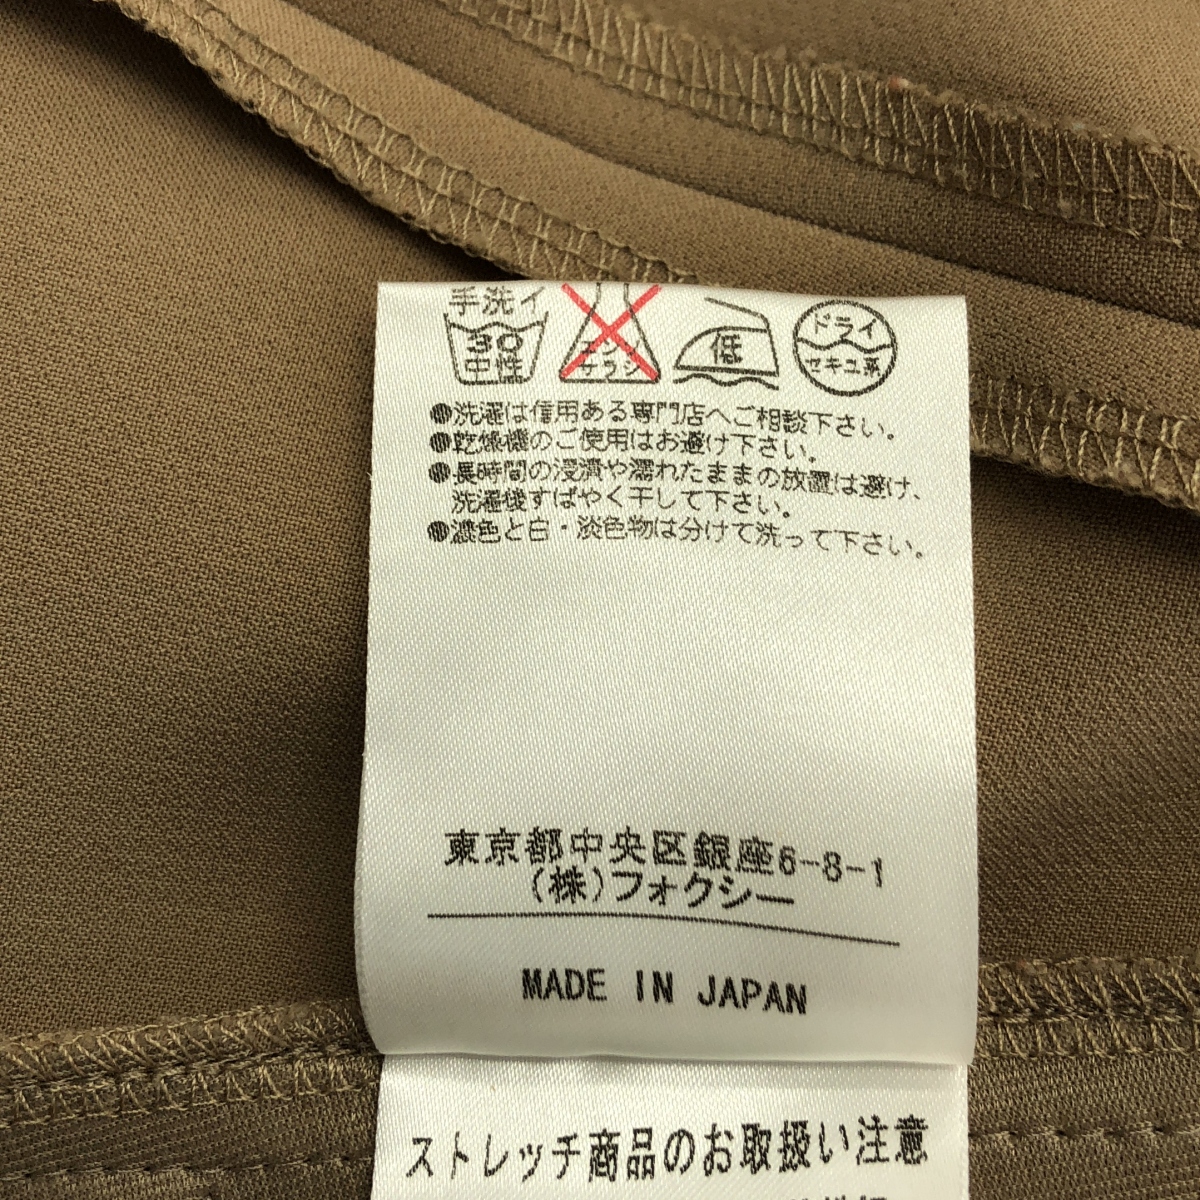 手洗イ
30
中性
エンソ
サラシ
低
ドライ
セキユ系
●洗濯は信用ある専門店へご相談下さい。
●乾燥機のご使用はお避け下さい。
●長時間の浸漬や濡れたままの放置は避け、
洗濯後すばやく干して下さい。
●濃色と白・淡色物は分けて洗って下さい。
東京都中央区銀座6-8-1
(株)フォクシー
MADE IN JAPAN
ストレッチ商品のお取扱い注意